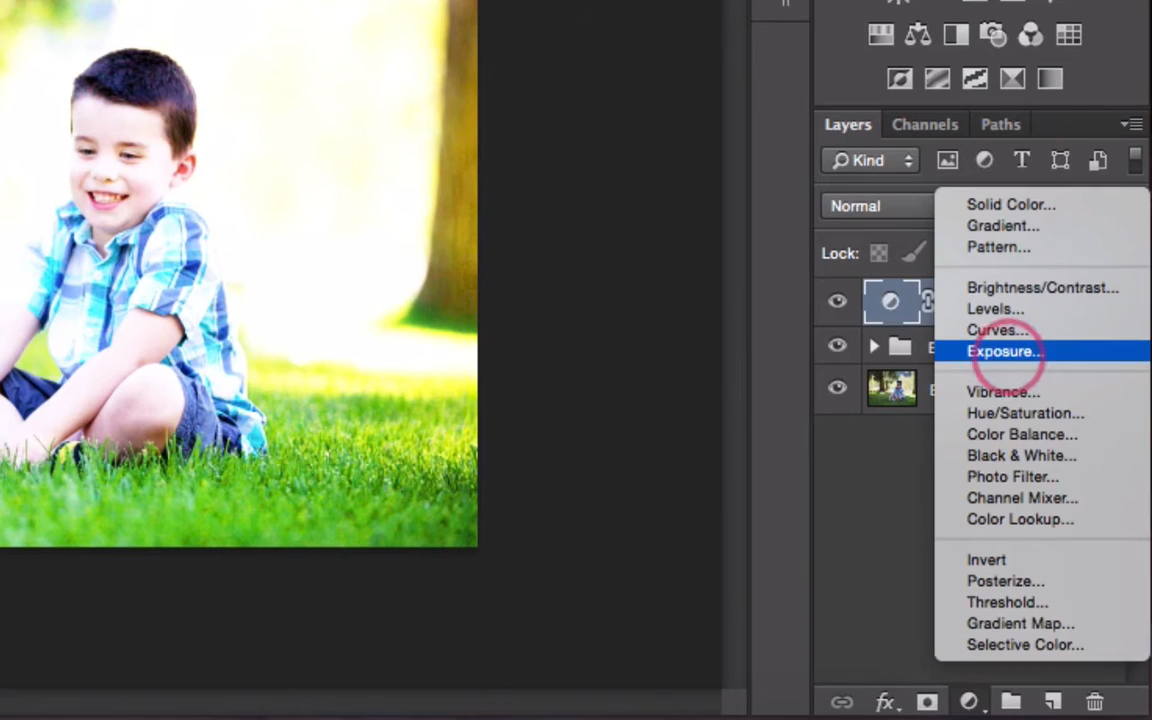 Layers Channels Paths
Kind
T
Normal
Solid Color...
Gradient...
Pattern...
Lock:
Brightness/Contrast...
Levels...
Curves...
Exposure...
Vibrance...
Hue/Saturation...
Color Balance...
Black & White...
Photo Filter...
Channel Mixer...
Color Lookup...
Invert
Posterize...
Threshold...
Gradient Map...
Selective Color...
fx